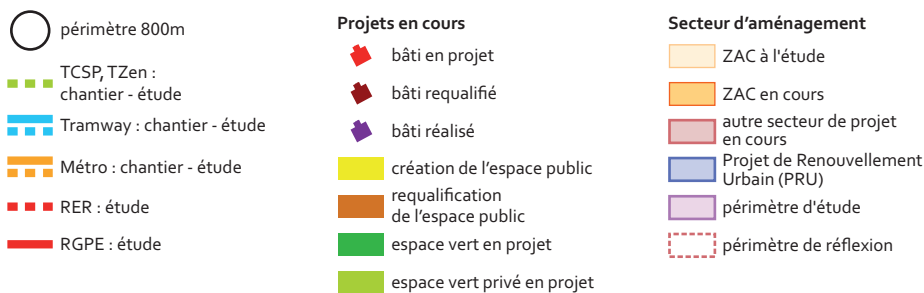 périmètre 800m
TCSP, TZen :
chantier - étude
Tramway : chantier - étude
Métro : chantier - étude
RER : étude
RGPE : étude
Projets en cours
bâti en projet
bâti requalifié
bâti réalisé
création de l'espace public
requalification
de l'espace public
espace vert en projet
espace vert privé en projet
Secteur d'aménagement
ZAC à l'étude
ZAC en cours
autre secteur de projet
en cours
Projet de Renouvellement
Urbain (PRU)
périmètre d'étude
périmètre de réflexion